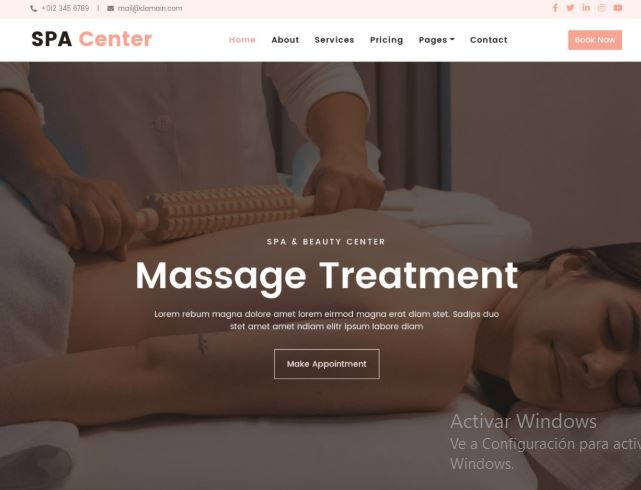 +012 345 6789 | mail@domain.com
SPA Center
Home About Services Pricing Pages Contact
Book Now
SPA & BEAUTY CENTER
Massage Treatment
Lorem rebum magna dolore amet lorem eirmod magna erat diam stet. Sadips duo
stet amet amet ndiam elitr ipsum labore diam
Make Appointment
Activar Windows
Ve a Configuración para activ
Windows.